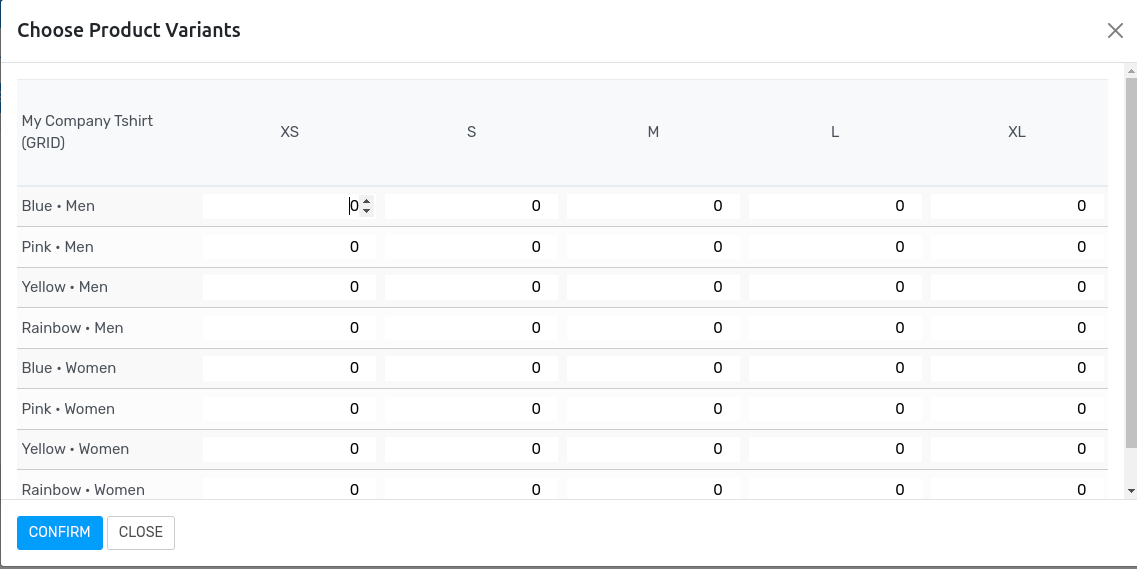 Choose Product Variants
My Company Tshirt
(GRID)
XS S M L XL
Blue • Men 0 0 0 0 0
Pink • Men 0 0 0 0 0
Yellow • Men 0 0 0 0 0
Rainbow • Men 0 0 0 0 0
Blue • Women 0 0 0 0 0
Pink • Women 0 0 0 0 0
Yellow • Women 0 0 0 0 0
Rainbow • Women 0 0 0 0 0
CONFIRM CLOSE